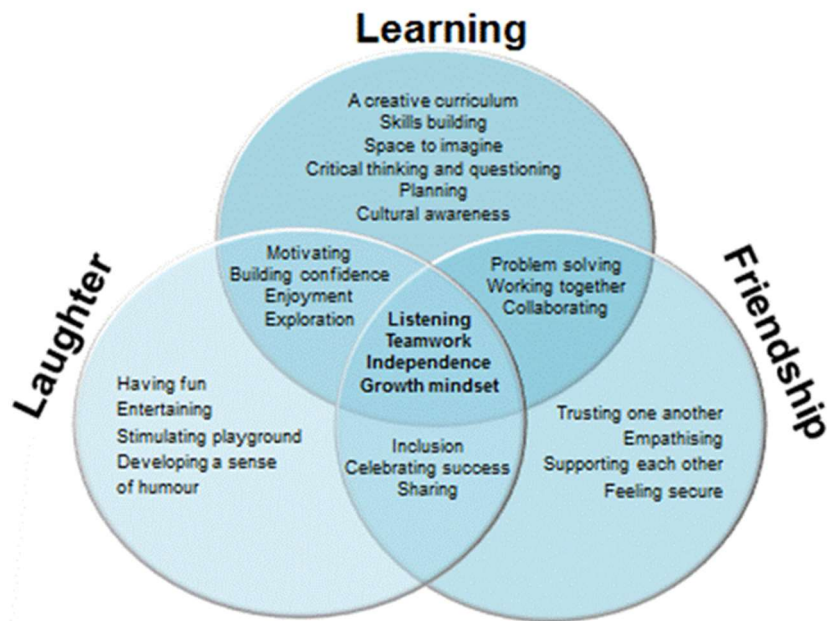 Learning
A creative curriculum
Skills building
Space to imagine
Critical thinking and questioning
Planning
Cultural awareness
Laughter
Motivating
Building confidence
Enjoyment
Exploration
Problem solving
Working together
Collaborating
Friendship
Listening
Teamwork
Independence
Growth mindset
Having fun
Entertaining
Stimulating playground
Developing a sense
of humour
Inclusion
Celebrating success
Sharing
Trusting one another
Empathising
Supporting each other
Feeling secure